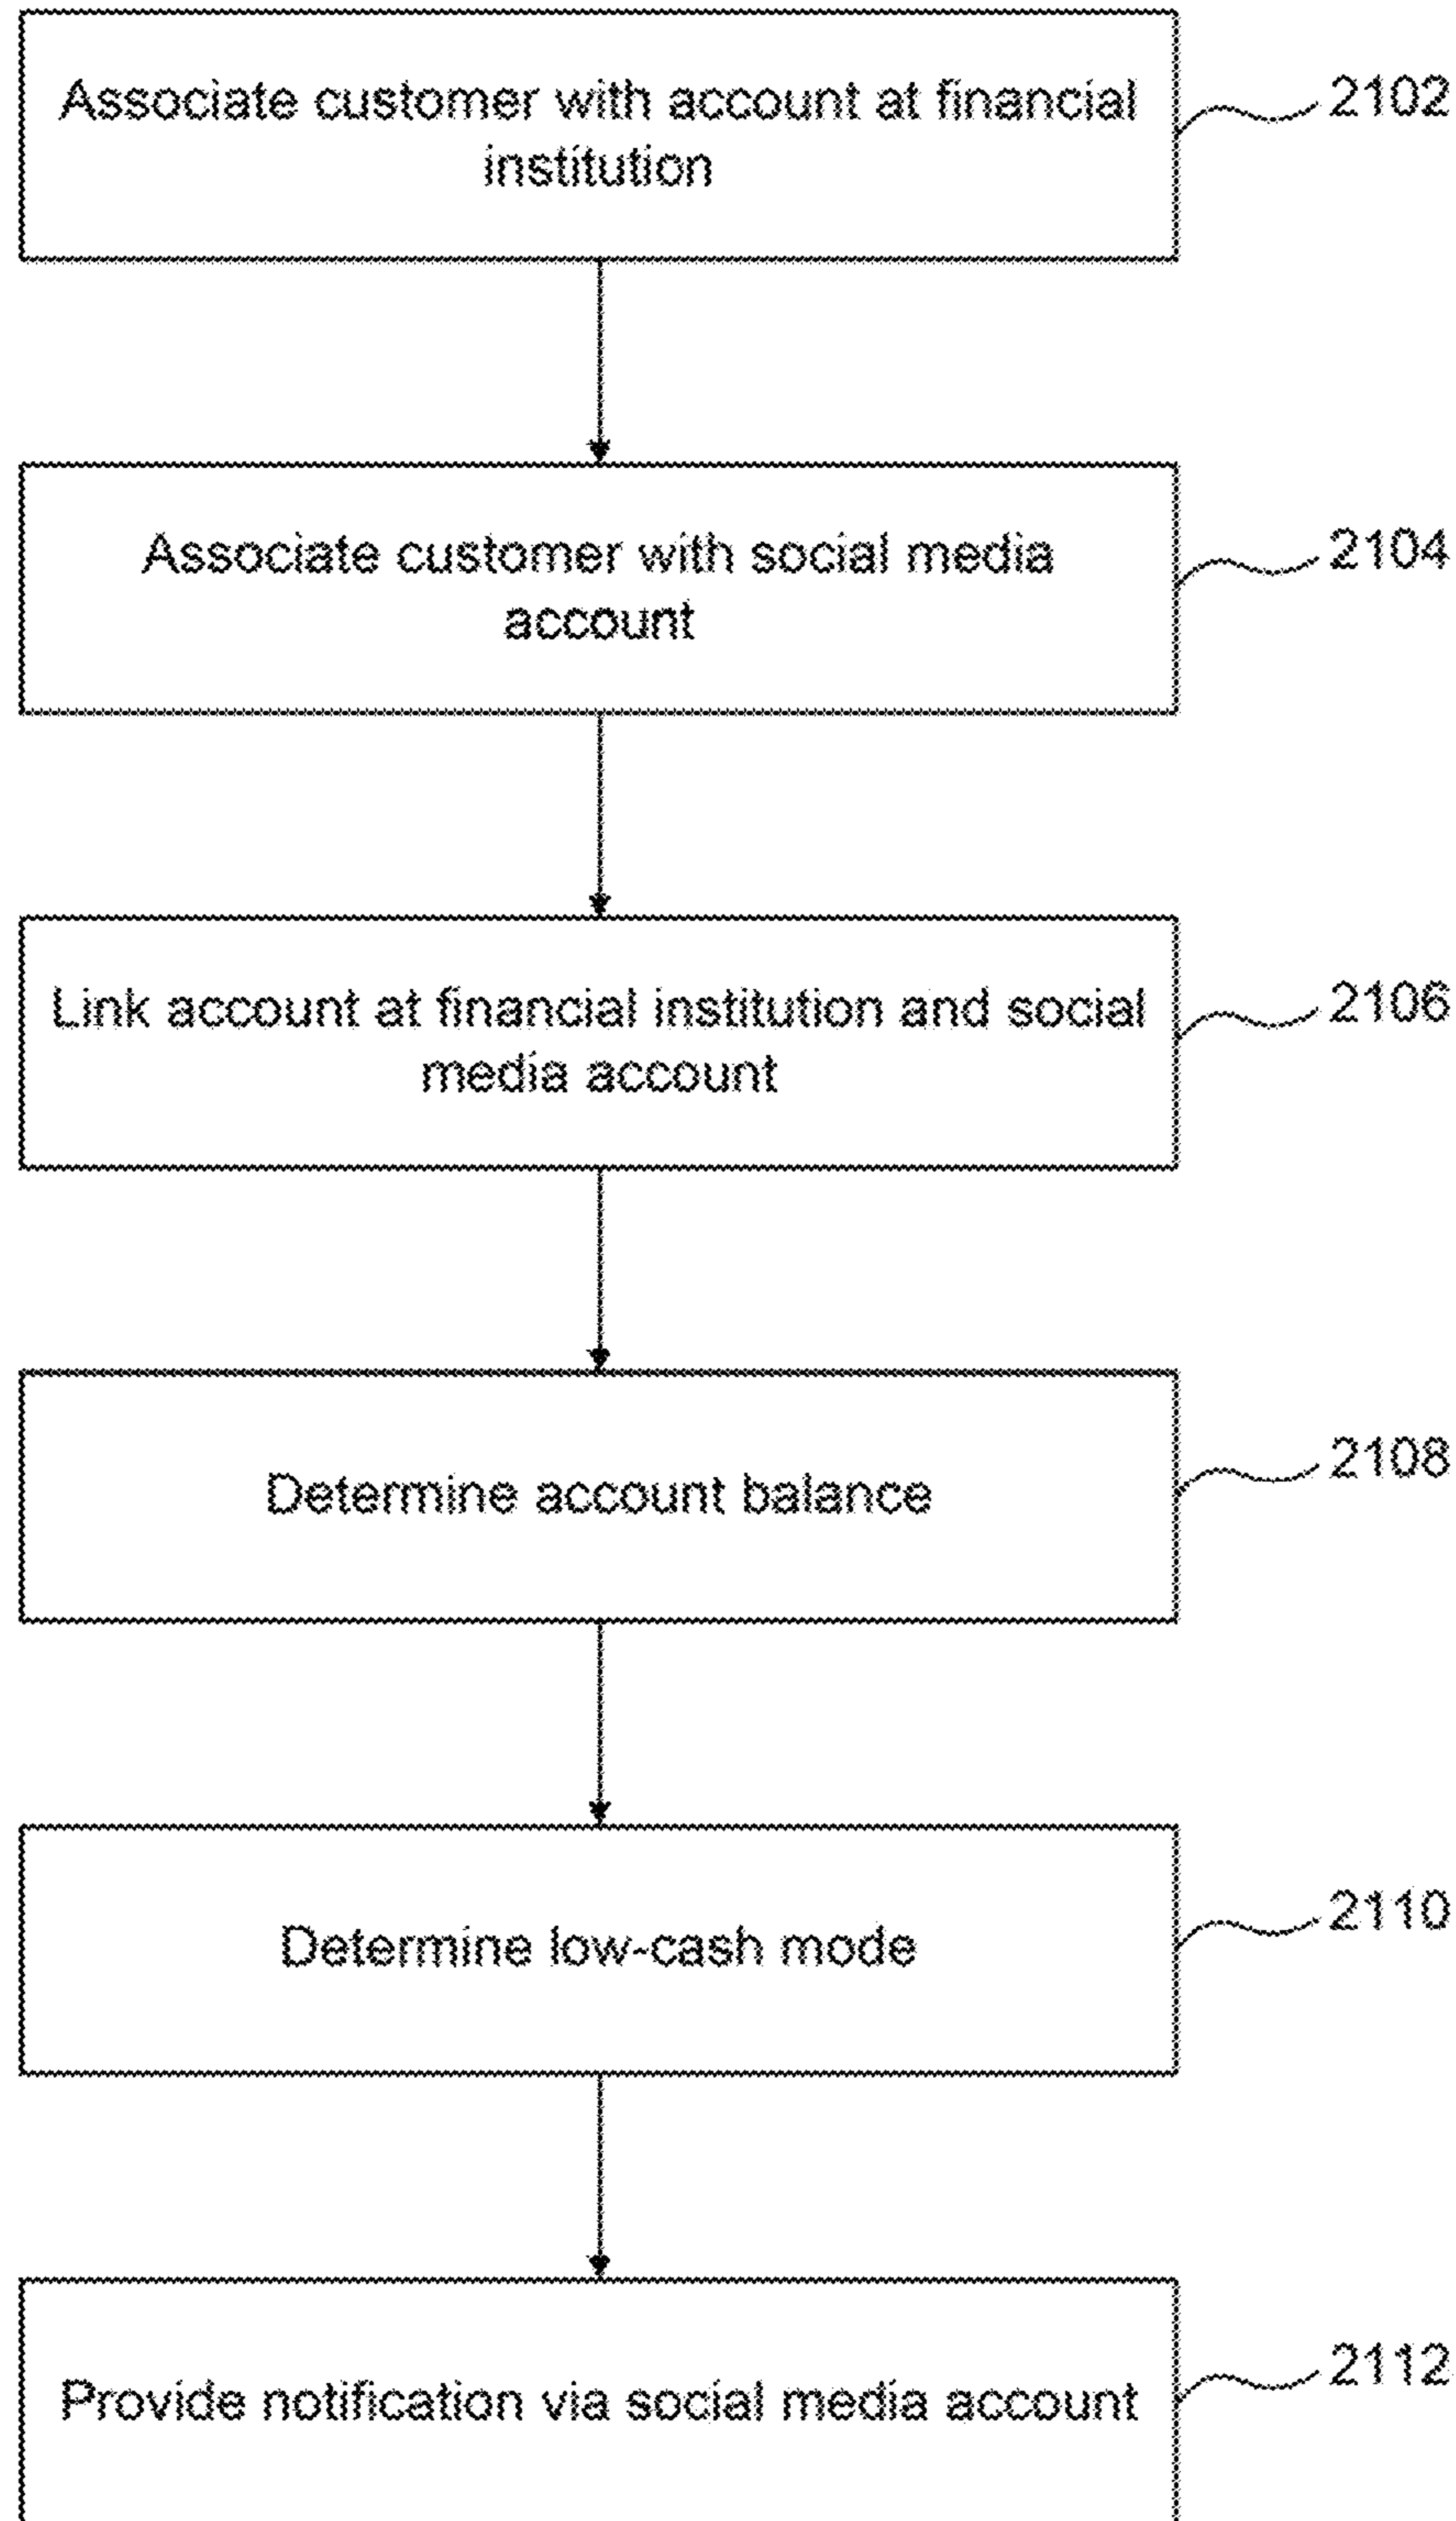 Associate customer with account at financial
institution
2102
Associate customer with social media
account
2104
Link account at financial institution and social
media account
2106
Determine account balance
2108
Determine low-cash mode
2110
Provide notification via social media account
2112